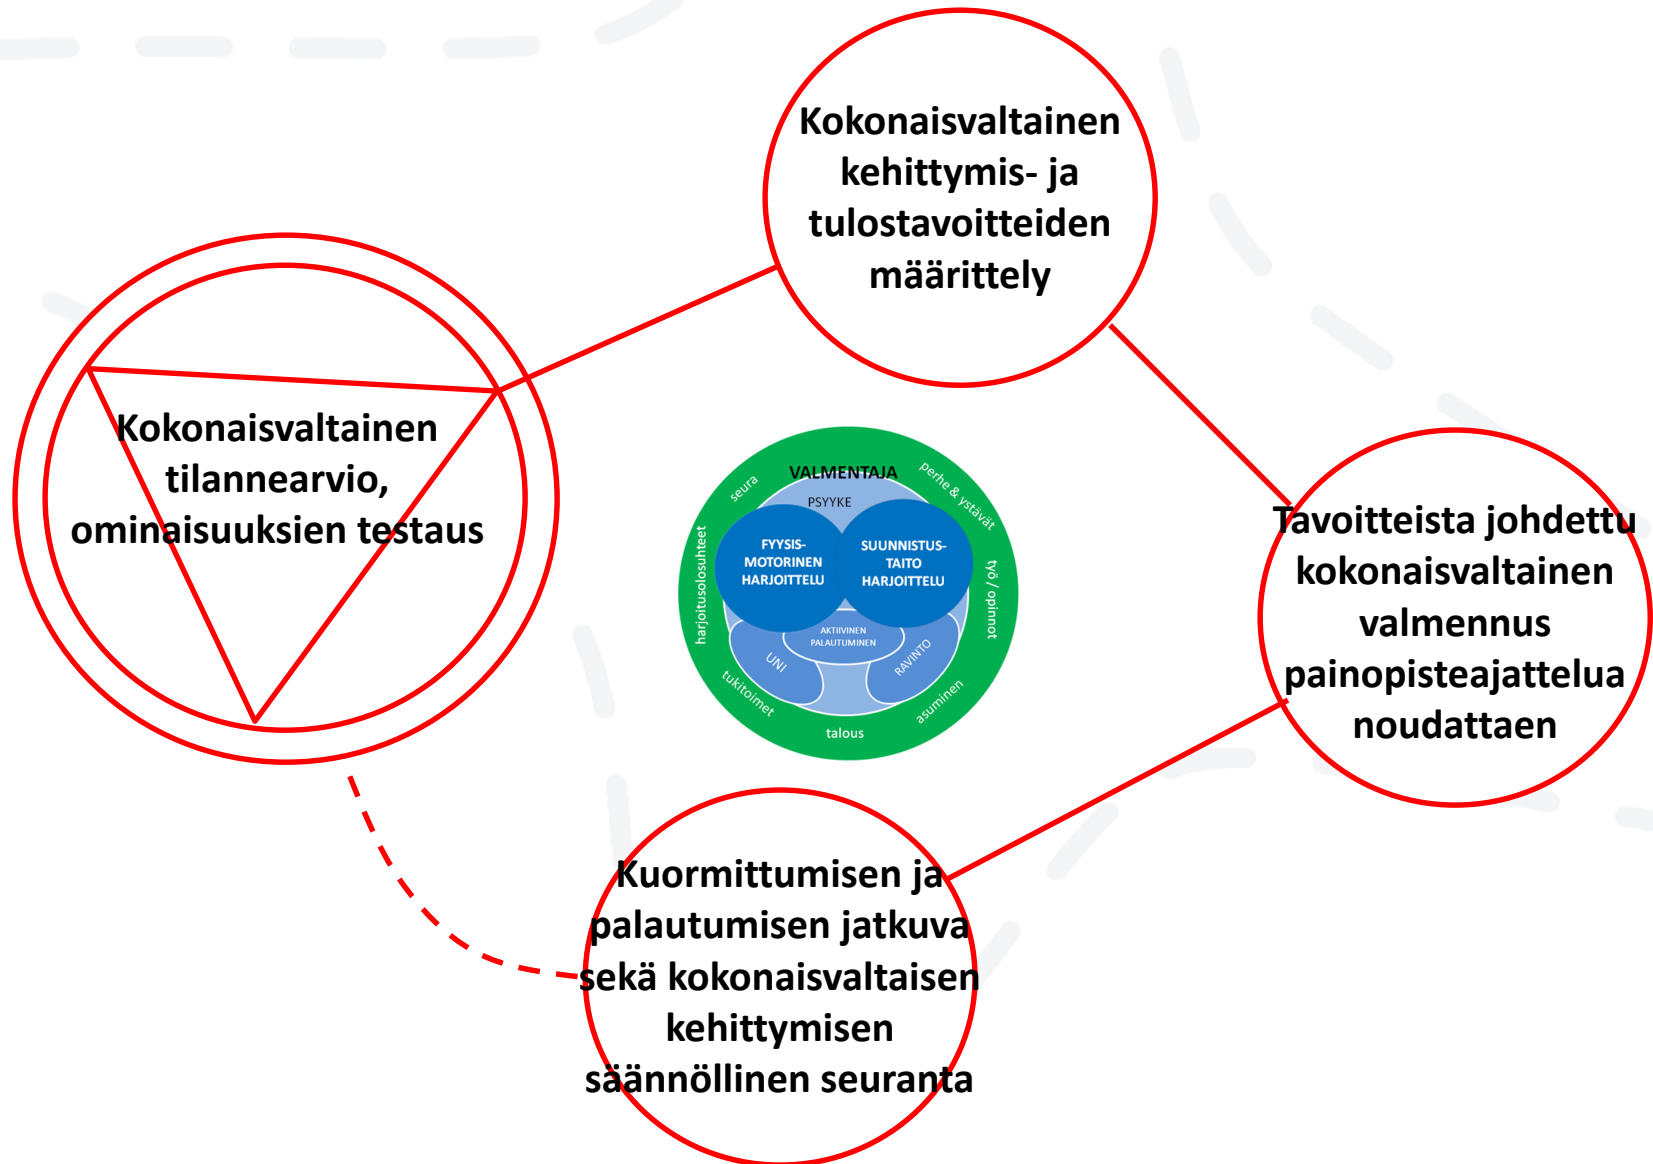 Kokonaisvaltainen
kehittymis- ja
tulostavoitteiden
määrittely
Kokonaisvaltainen
tilannearvio,
ominaisuuksien testaus
VALMENTAJA
PSYYKE
seura
perhe & ystävät
harjoitusolosuhteet
työ / opinnot
FYYSIS-
MOTORINEN
HARJOITTELU
SUUNNISTUS-
TAITO
HARJOITTELU
AKTIIVINEN
PALAUTUMINEN
UNI
RAVINTO
tukitoimet
asuminen
talous
Tavoitteista johdettu
kokonaisvaltainen
valmennus
painopisteajattelua
noudattaen
Kuormittumisen ja
palautumisen jatkuva
sekä kokonaisvaltaisen
kehittymisen
säännöllinen seuranta